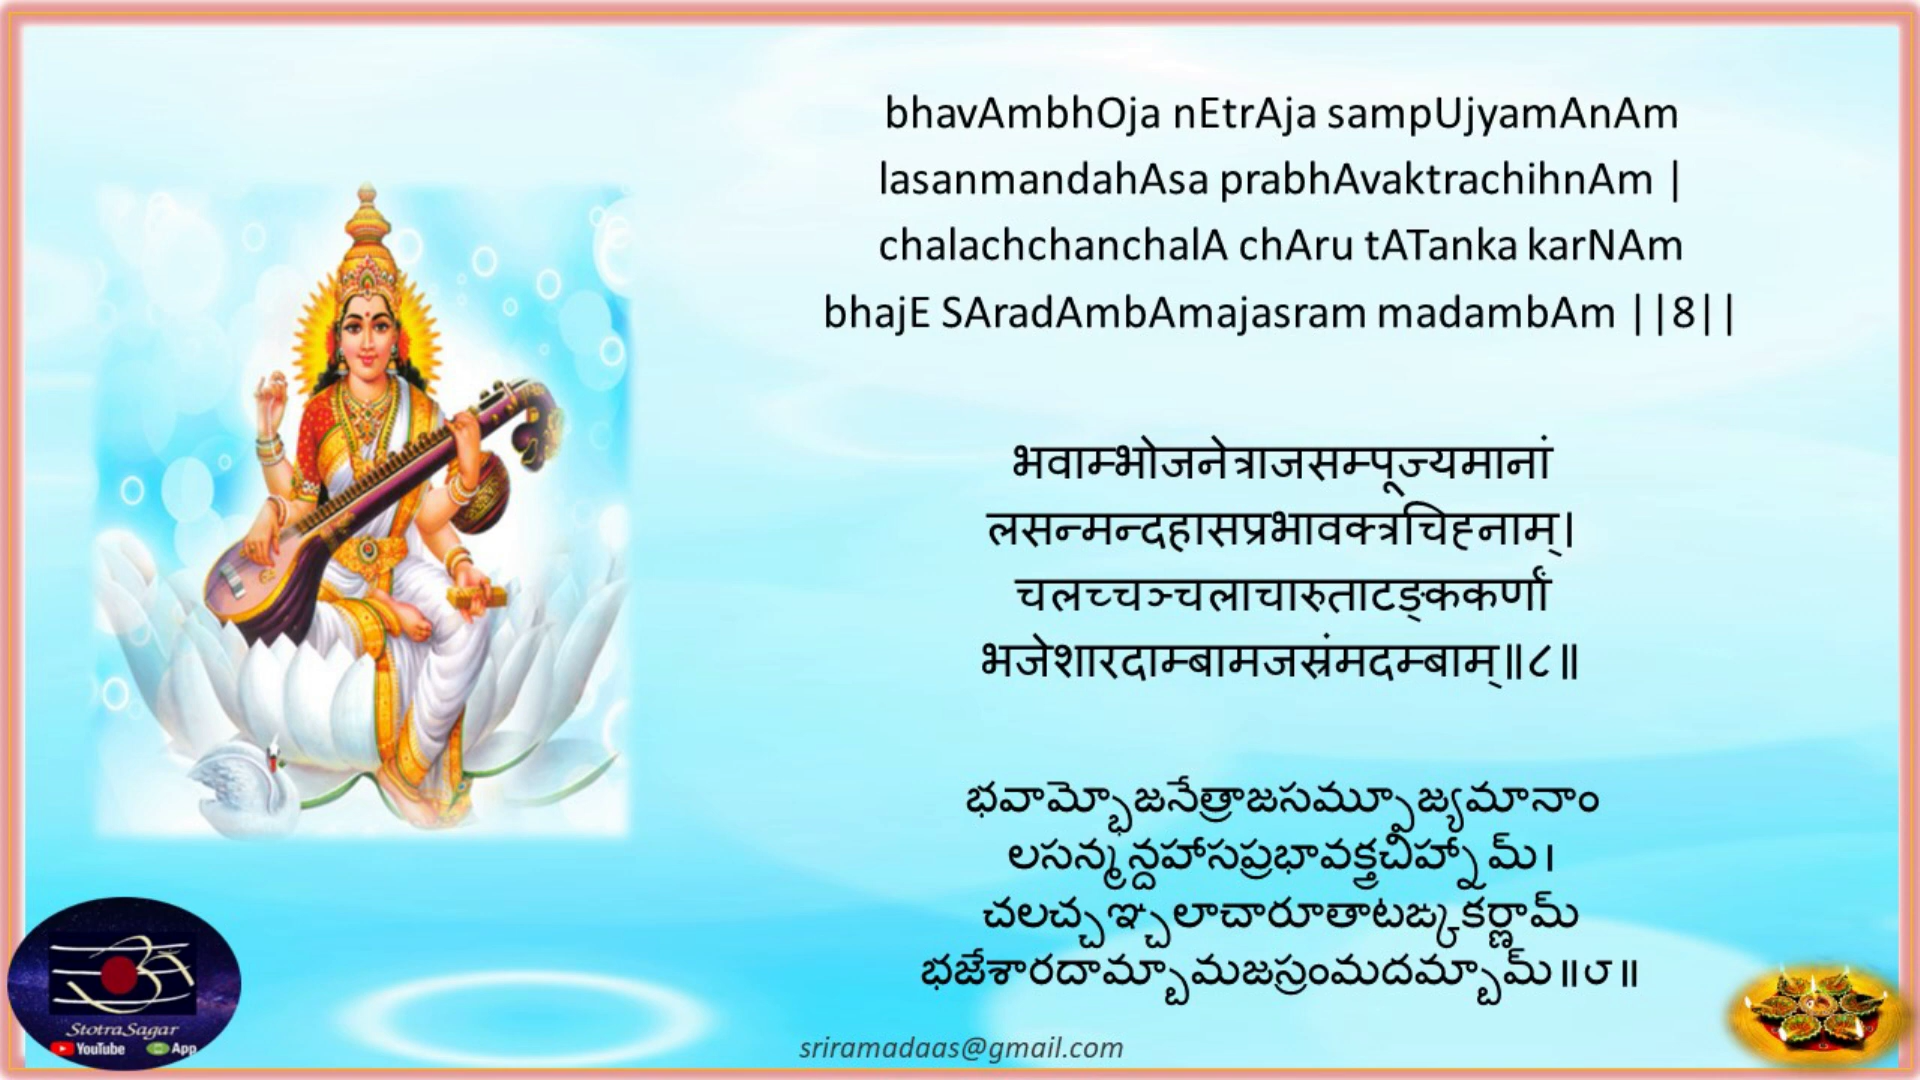 bhavAmbhOja nEtrAja sampUjyamAnAm
lasanmandahAsa prabhAvaktrachihnAm |
chalachchanchalA chAru tATanka karNAm
bhajE SAradAmbAmajasram madambAm ||8||
भवाम्भोजनेत्राजसम्पूज्यमानां
लसन्मन्दहासप्रभावक्त्रचिह्नाम्।
चलच्चञ्चलाचारुताटङ्ककर्णां
भजेशारदाम्बामजस्रंमदम्बाम्॥८॥
భవామ్భోజనేత్రాజసమ్పూజ్యమానాం
లసన్మన్దహాసప్రభావక్త్రచిహ్నామ్।
చలచ్చఞ్చలాచారూతాటఙ్కకర్ణామ్
భజేశారదామ్బామజస్రంమదమ్బామ్॥౮॥
StotraSagar
YouTube App
sriramadaas@gmail.com